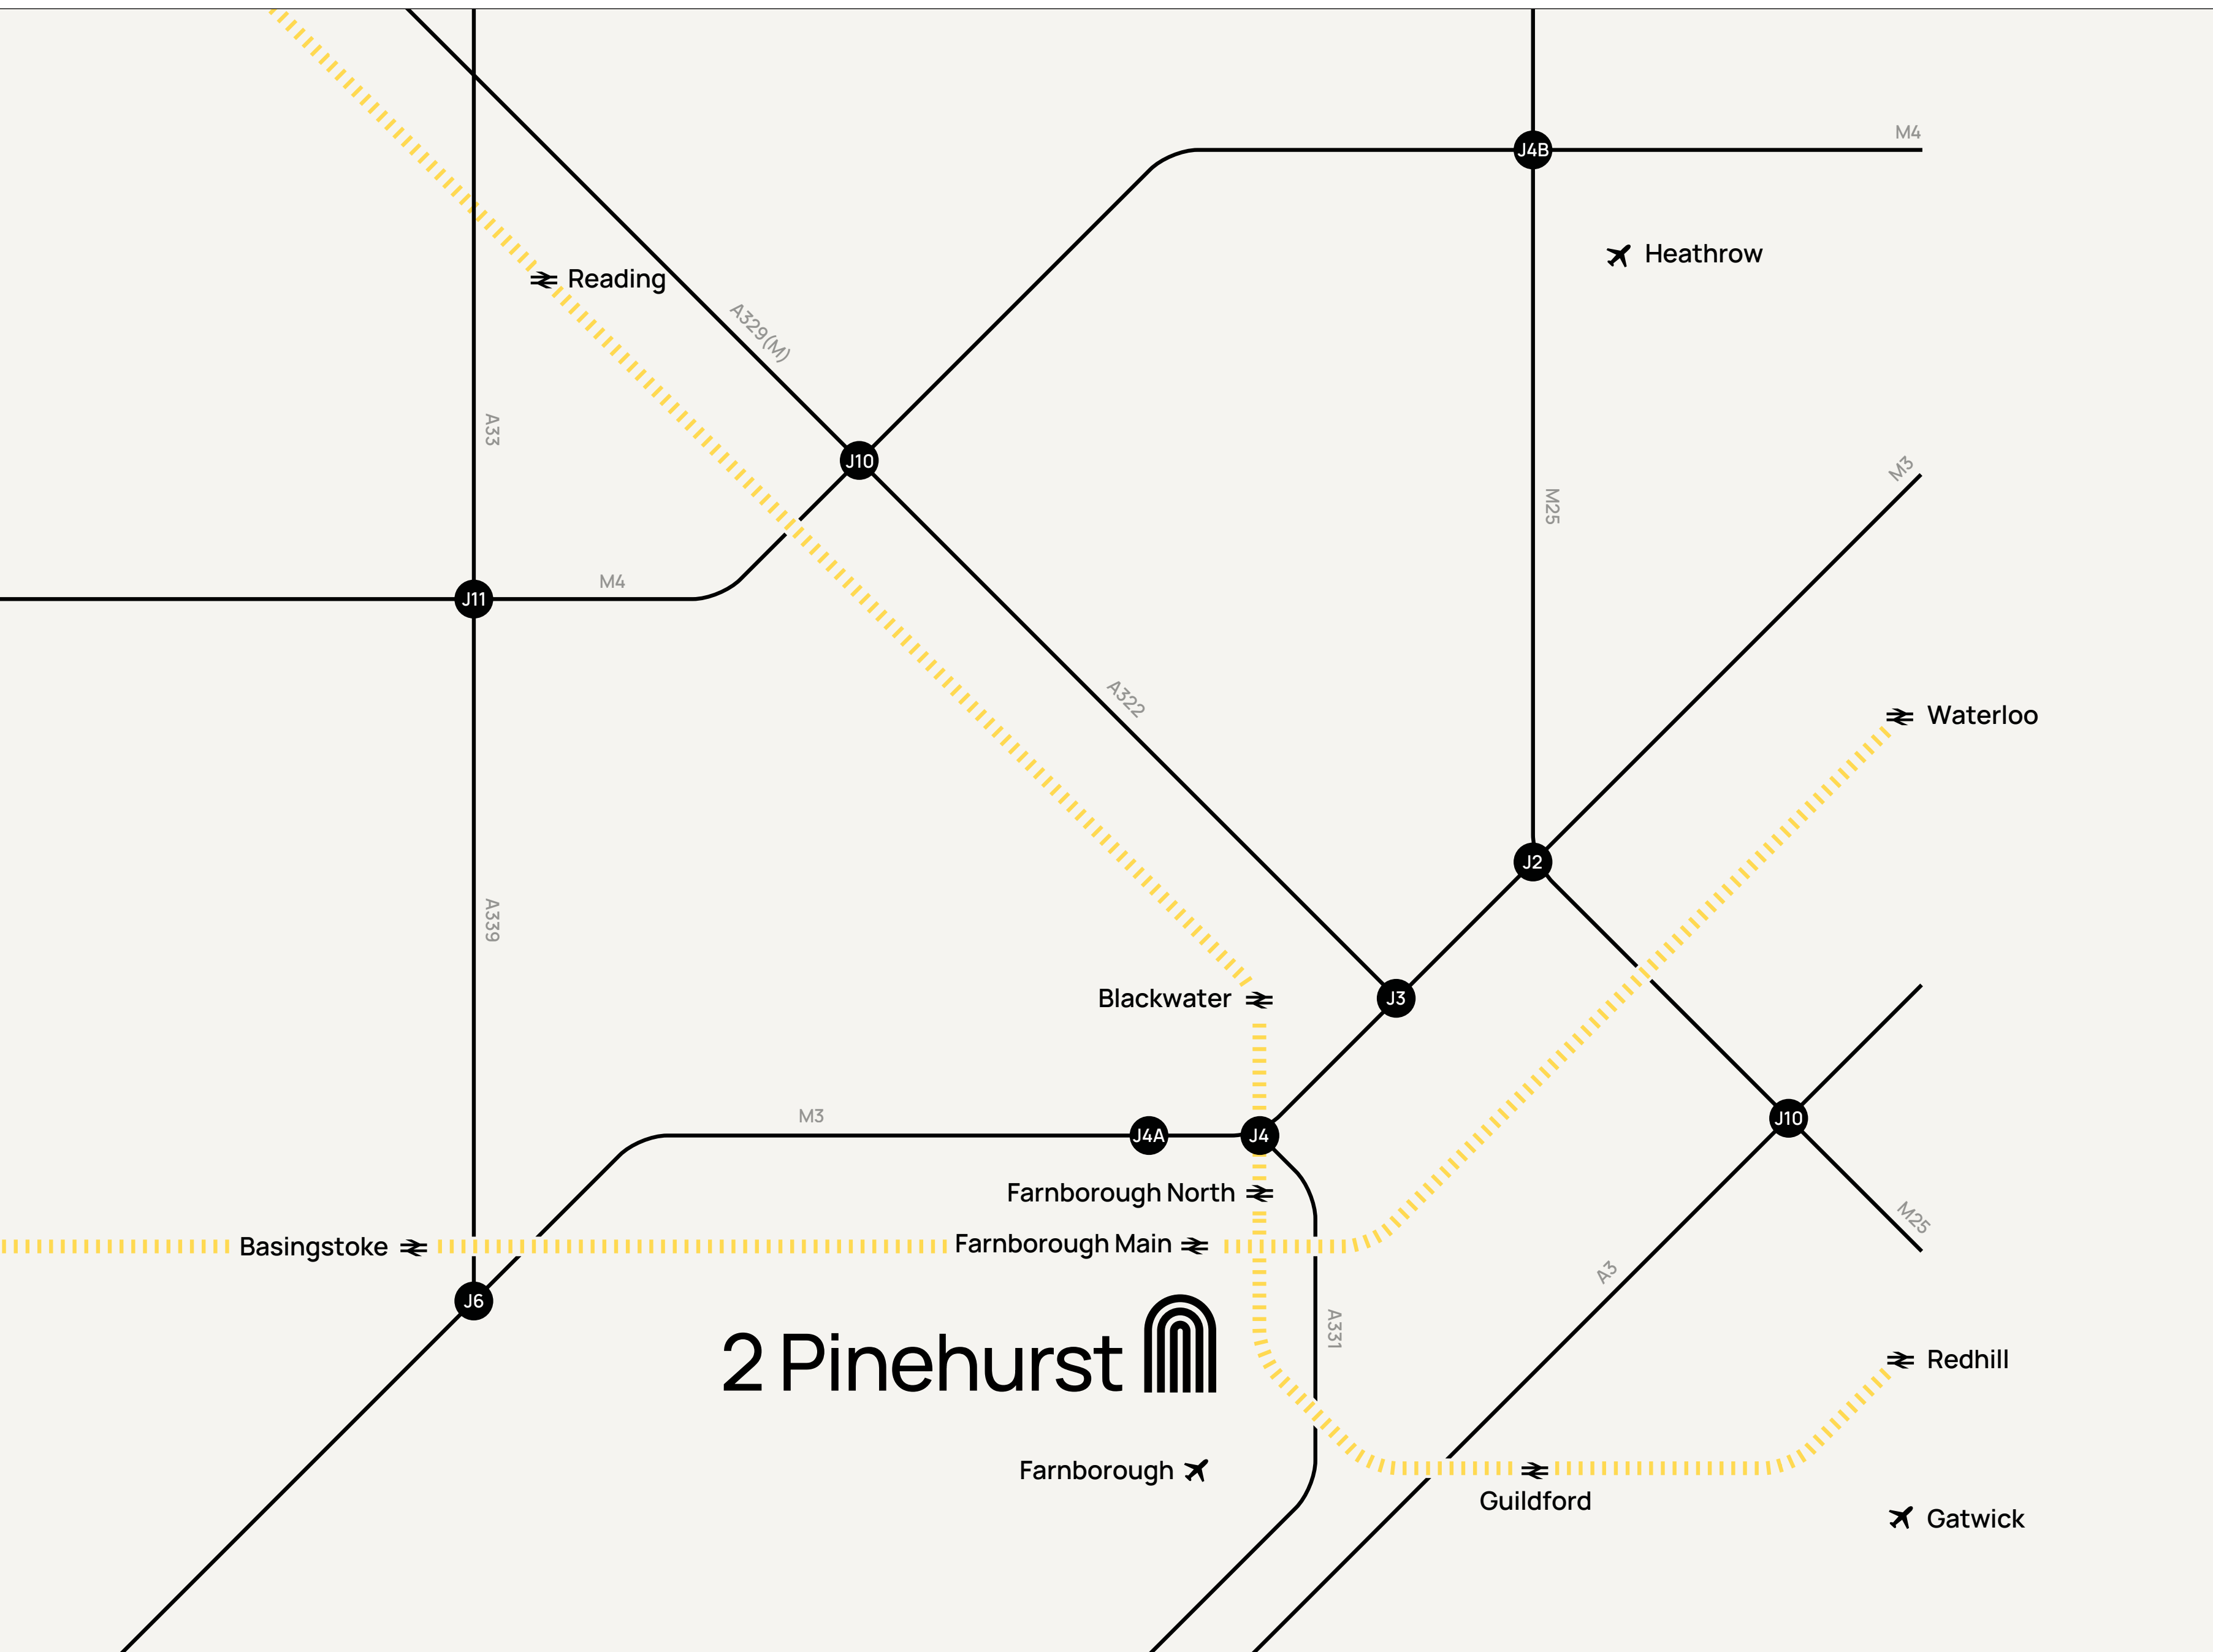 M4
J4B
Heathrow
Reading
A329(M)
A33
J10
M3
M25
J11
M4
A322
Waterloo
J2
A339
Blackwater
J3
M3
J4A
J4
J10
Farnborough North
M25
Basingstoke
Farnborough Main
A3
J6
2 Pinehurst
A331
Redhill
Farnborough
Guildford
Gatwick